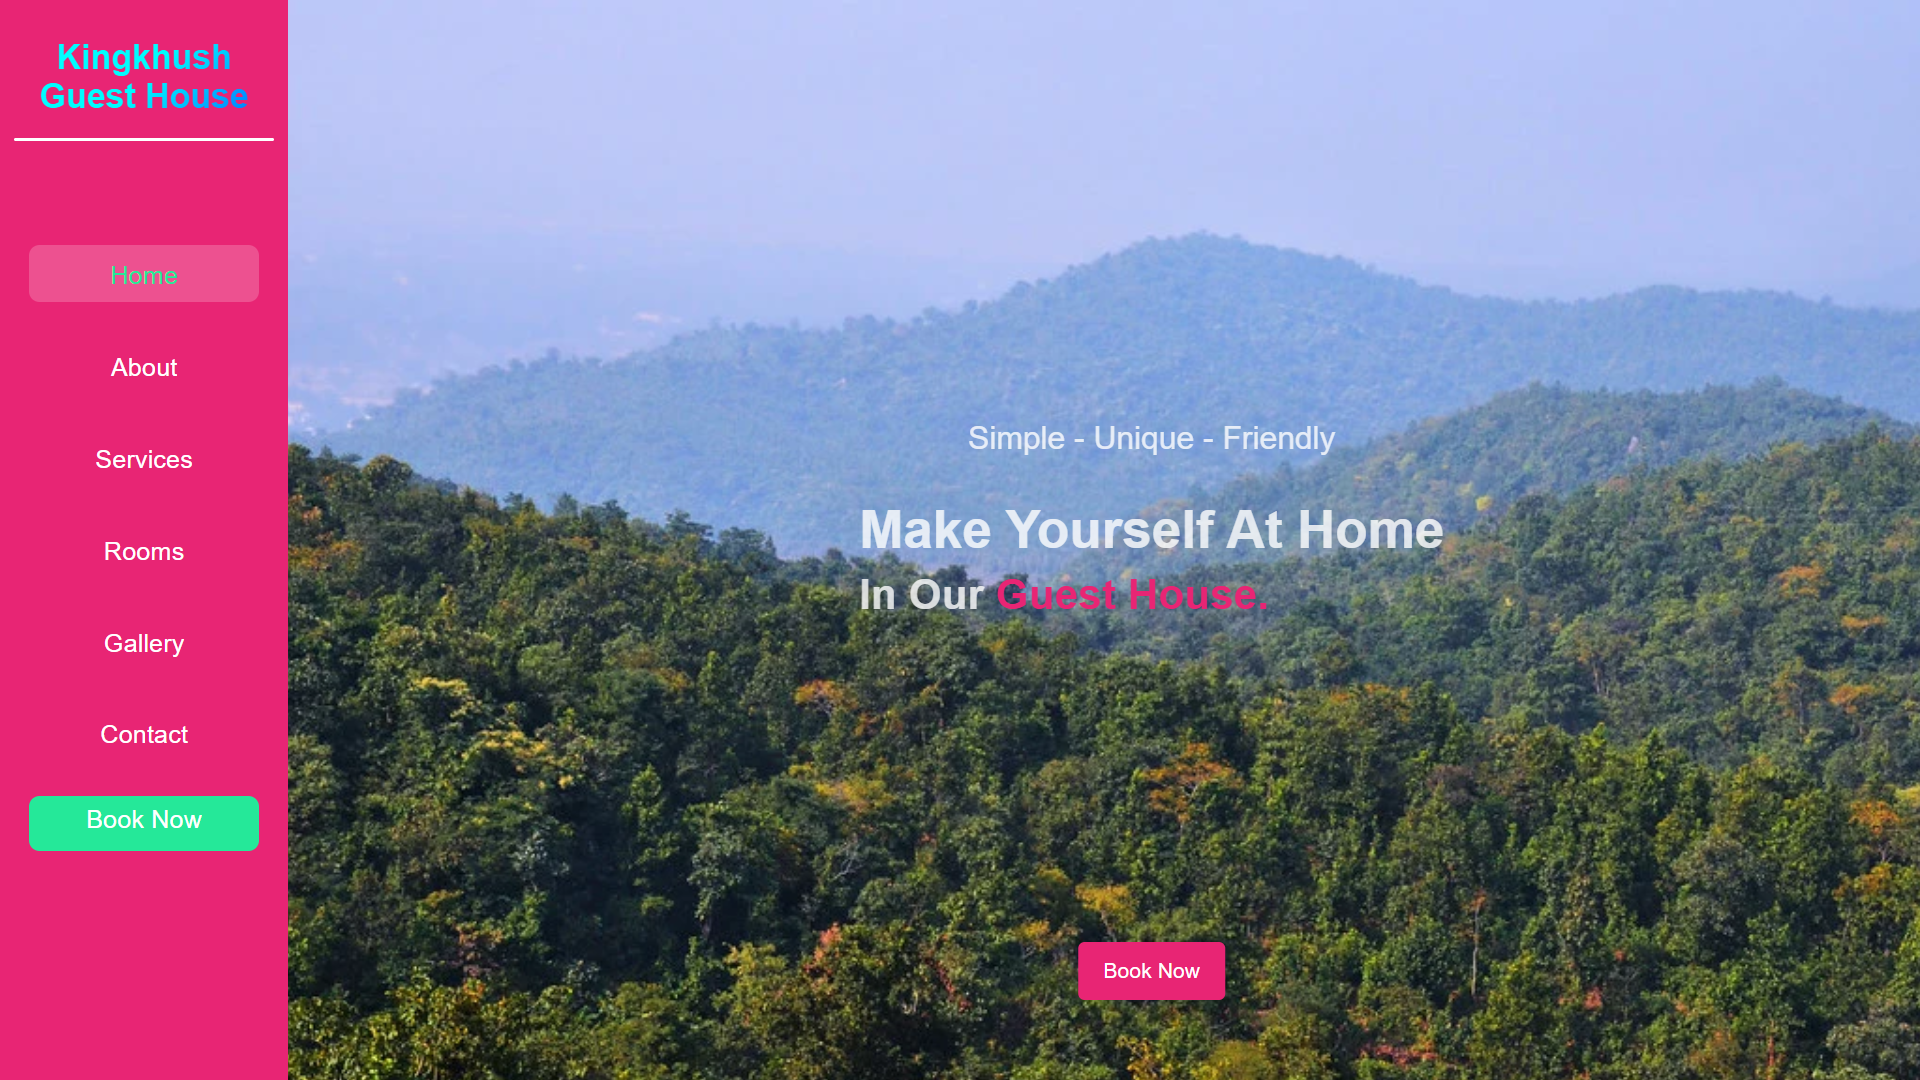 Kingkhush
Guest House
Home
About
Services
Rooms
Gallery
Contact
Book Now
Simple - Unique - Friendly
Make Yourself At Home
In Our Guest House.
Book Now